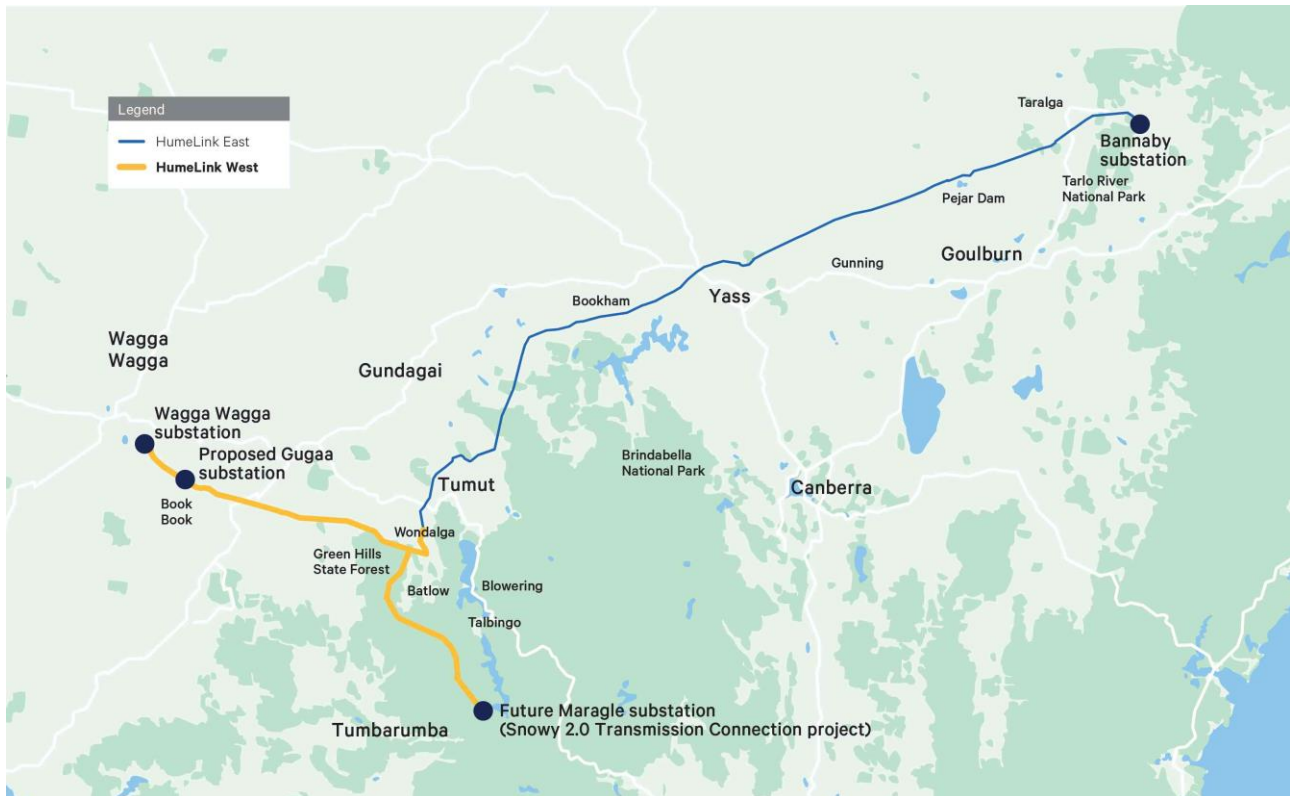 Legend
HumeLink East
HumeLink West
Taralga
Bannaby
substation
Tarlo River
National Park
Pejar Dam
Goulburn
Gunning
Yass
Bookham
Wagga
Wagga
Gundagai
Wagga Wagga
substation
Proposed Gugaa
substation
Book
Book
Tumut
Brindabella
National Park
Canberra
Wondalga
Green Hills
State Forest
Batlow
Blowering
Talbingo
Future Maragle substation
(Snowy 2.0 Transmission Connection project)
Tumbarumba